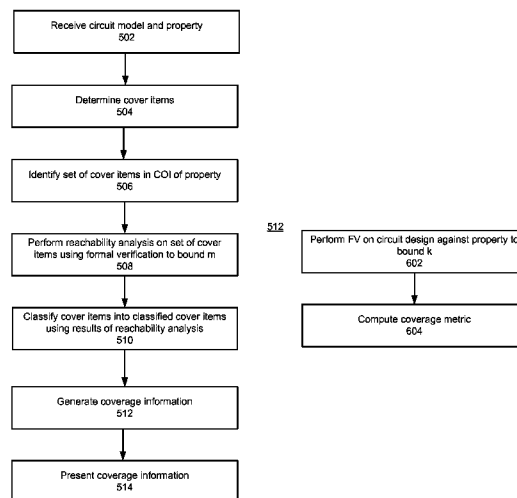 Receive circuit model and property
502
Determine cover items
504
Identify set of cover items in COI of property
506
Perform reachability analysis on set of cover
items using formal verification to bound m
508
Classify cover items into classified cover items
using results of reachability analysis
510
Generate coverage information
512
Present coverage information
514
512
Perform FV on circuit design against property to
bound k
602
Compute coverage metric
604